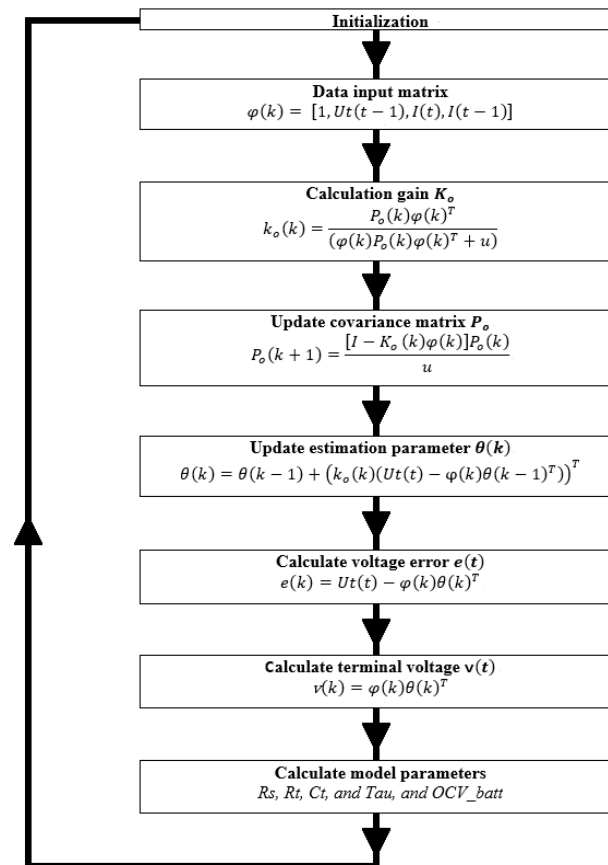 Initialization
Data input matrix
φ(k) = [1, Ut(t − 1), I(t), I(t − 1)]
Calculation gain K_o
k_o(k) = P_o(k)φ(k)^T / (φ(k)P_o(k)φ(k)^T + u)
Update covariance matrix P_o
P_o(k + 1) = [I − K_o(k)φ(k)]P_o(k) / u
Update estimation parameter θ(k)
θ(k) = θ(k − 1) + (k_o(k)(Ut(t) − φ(k)θ(k − 1)^T))^T
Calculate voltage error e(t)
e(k) = Ut(t) − φ(k)θ(k)^T
Calculate terminal voltage v(t)
v(k) = φ(k)θ(k)^T
Calculate model parameters
Rs, Rt, Ct, and Tau, and OCV_batt